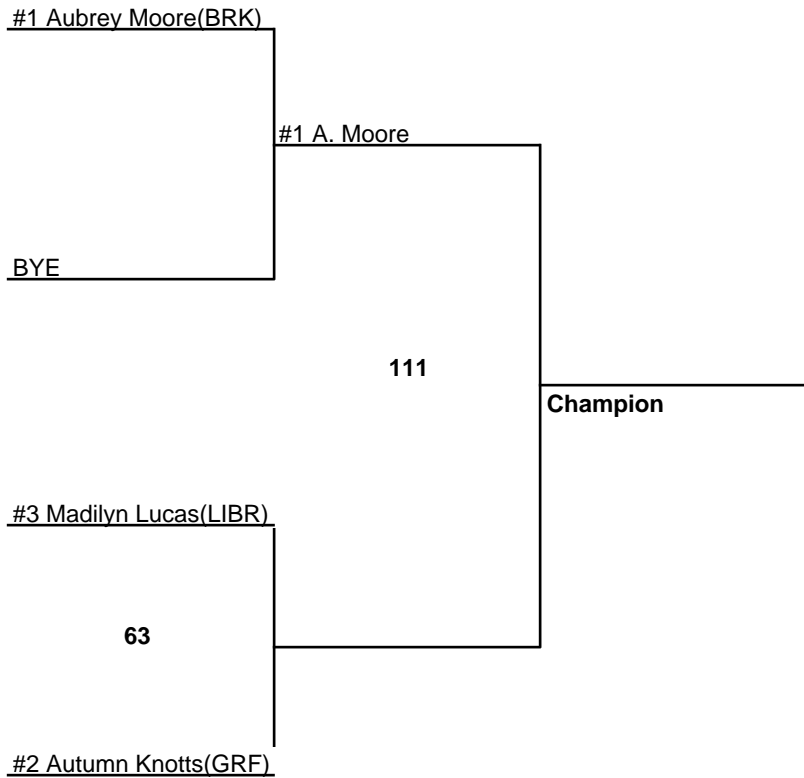 #1 Aubrey Moore(BRK)
#1 A. Moore
BYE
111
Champion
#3 Madilyn Lucas(LIBR)
63
#2 Autumn Knotts(GRF)